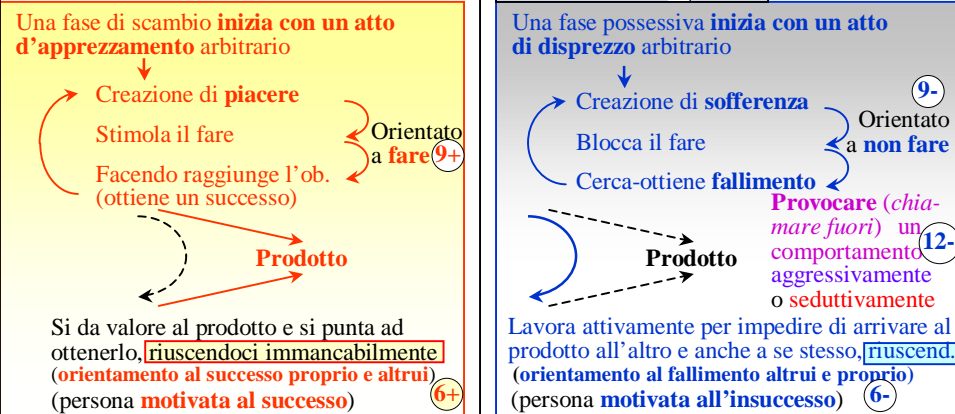 Una fase di scambio inizia con un atto
d'apprezzamento arbitrario
Creazione di piacere
Stimola il fare
Orientato
a fare 9+
Facendo raggiunge l'ob.
(ottiene un successo)
Prodotto
Si da valore al prodotto e si punta ad
ottenerlo, riuscendoci immancabilmente
(orientamento al successo proprio e altrui)
(persona motivata al successo) 6+
Una fase possessiva inizia con un atto
di disprezzo arbitrario
9-
Creazione di sofferenza
Orientato
Blocca il fare
a non fare
Cerca-ottiene fallimento
Provocare (chia-
mare fuori) un
comportamento 12-
aggressivamente
o seduttivamente
Prodotto
Lavora attivamente per impedire di arrivare al
prodotto all'altro e anche a se stesso, riuscend.
(orientamento al fallimento altrui e proprio)
(persona motivata all'insuccesso) 6-